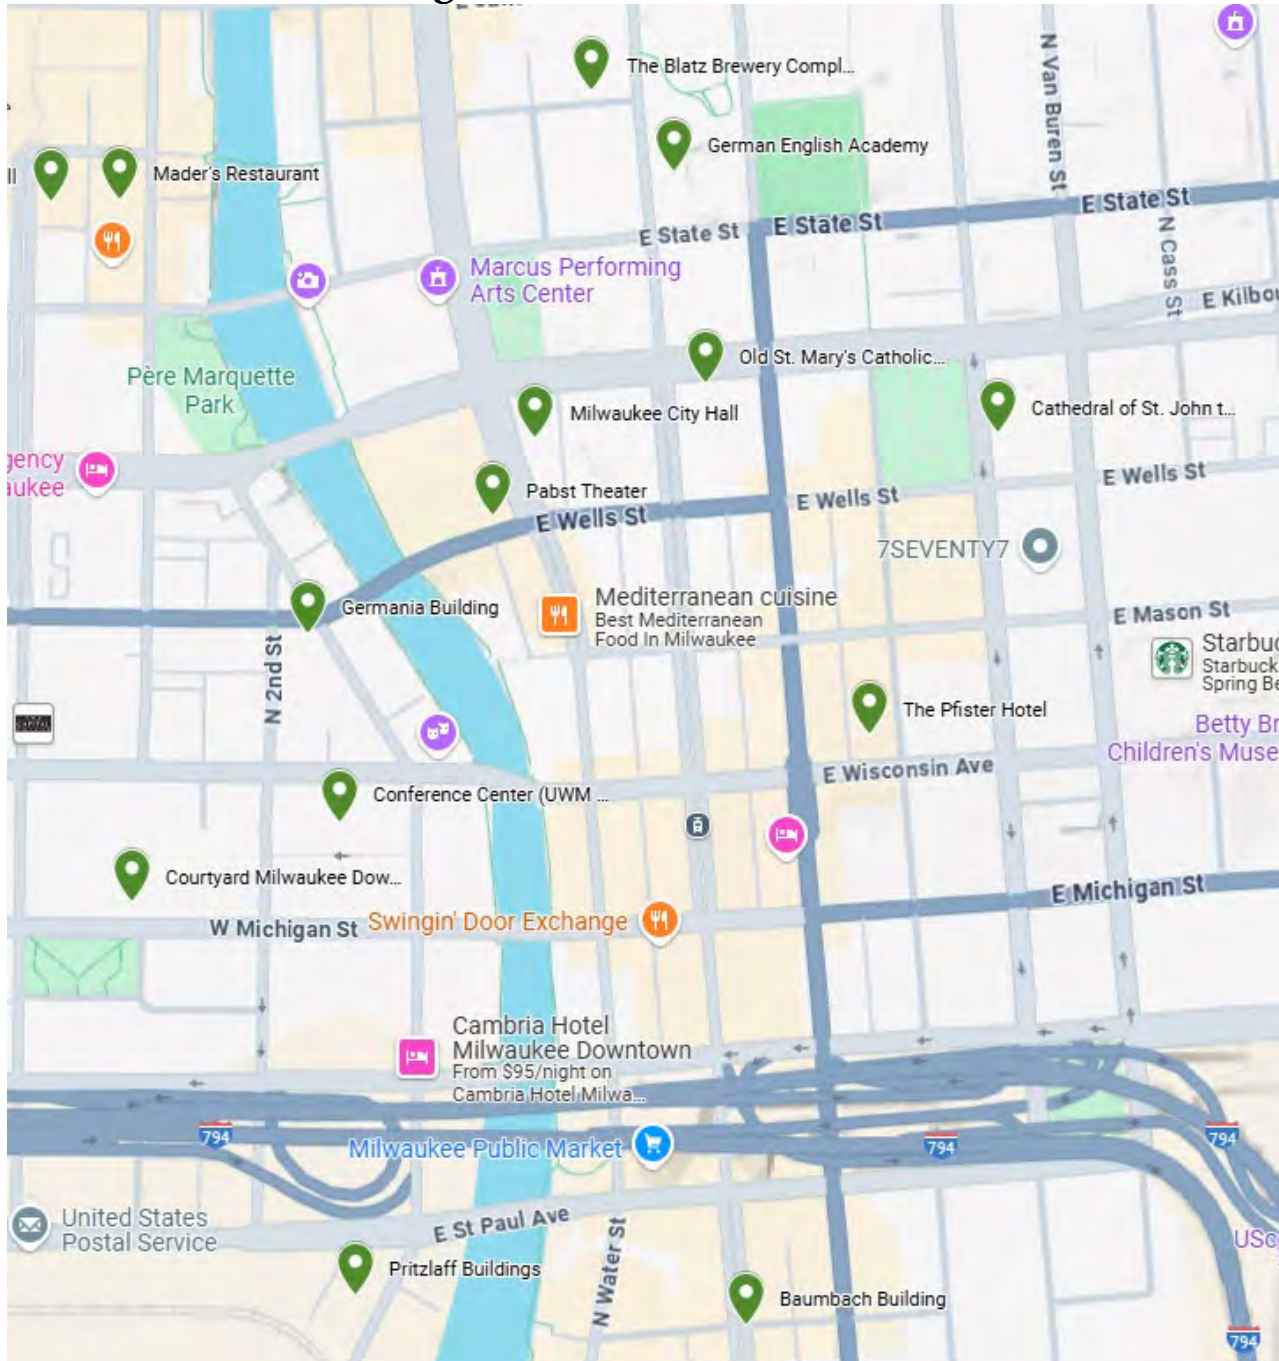 The Blatz Brewery Compl...
N Van Buren St
German English Academy
ll
Mader's Restaurant
E State St
E State St
E State St
N Cass St
Marcus Performing
Arts Center
E Kilbou
Old St. Mary's Catholic...
Père Marquette
Park
Milwaukee City Hall
Cathedral of St. John t...
gency
aukee
Pabst Theater
E Wells St
E Wells St
E Wells St
7SEVENTY7
Germania Building
Mediterranean cuisine
Best Mediterranean
Food In Milwaukee
E Mason St
N 2nd St
Starbuc
Starbuck
Spring Be
The Pfister Hotel
Betty Br
Children's Muse
E Wisconsin Ave
Conference Center (UWM ...
Courtyard Milwaukee Dow...
E Michigan St
W Michigan St
Swingin' Door Exchange
Cambria Hotel
Milwaukee Downtown
From $95/night on
Cambria Hotel Milwa...
794
794
794
Milwaukee Public Market
United States
Postal Service
E St Paul Ave
N Water St
USc
Pritzlaff Buildings
Baumbach Building
794